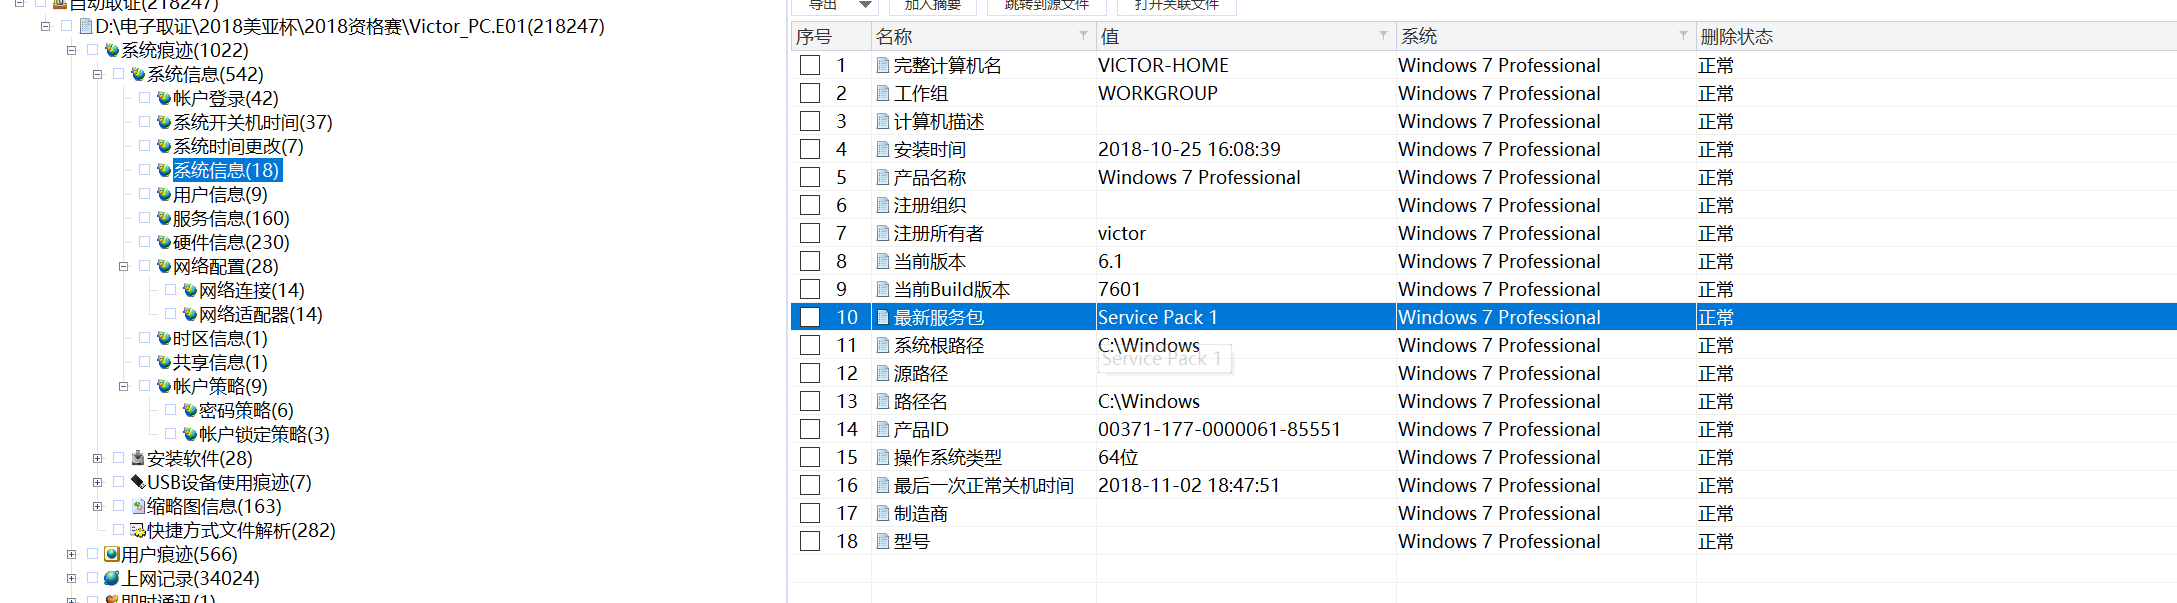 自动取证(218247)
D:\电子取证\2018美亚杯\2018资格赛\Victor_PC.E01(218247)
系统痕迹(1022)
系统信息(542)
帐户登录(42)
系统开关机时间(37)
系统时间更改(7)
系统信息(18)
用户信息(9)
服务信息(160)
硬件信息(230)
网络配置(28)
网络连接(14)
网络适配器(14)
时区信息(1)
共享信息(1)
帐户策略(9)
密码策略(6)
帐户锁定策略(3)
安装软件(28)
USB设备使用痕迹(7)
缩略图信息(163)
快捷方式文件解析(282)
用户痕迹(566)
上网记录(34024)
即时通讯(1)
导出 加入摘要 跳转到源文件 打开关联文件
序号 名称 值 系统 删除状态
1 完整计算机名 VICTOR-HOME Windows 7 Professional 正常
2 工作组 WORKGROUP Windows 7 Professional 正常
3 计算机描述 Windows 7 Professional 正常
4 安装时间 2018-10-25 16:08:39 Windows 7 Professional 正常
5 产品名称 Windows 7 Professional Windows 7 Professional 正常
6 注册组织 Windows 7 Professional 正常
7 注册所有者 victor Windows 7 Professional 正常
8 当前版本 6.1 Windows 7 Professional 正常
9 当前Build版本 7601 Windows 7 Professional 正常
10 最新服务包 Service Pack 1 Windows 7 Professional 正常
11 系统根路径 C:\Windows Windows 7 Professional 正常
Service Pack 1
12 源路径 Windows 7 Professional 正常
13 路径名 C:\Windows Windows 7 Professional 正常
14 产品ID 00371-177-0000061-85551 Windows 7 Professional 正常
15 操作系统类型 64位 Windows 7 Professional 正常
16 最后一次正常关机时间 2018-11-02 18:47:51 Windows 7 Professional 正常
17 制造商 Windows 7 Professional 正常
18 型号 Windows 7 Professional 正常